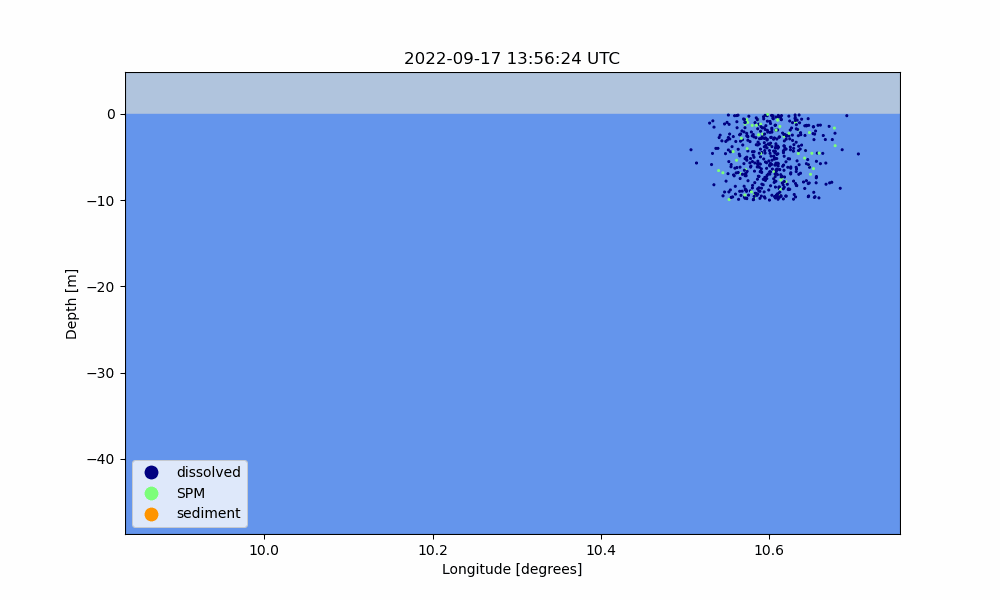 2022-09-17 13:56:24 UTC
0
−10
−20
−30
−40
Depth [m]
dissolved
SPM
sediment
10.0 10.2 10.4 10.6
Longitude [degrees]